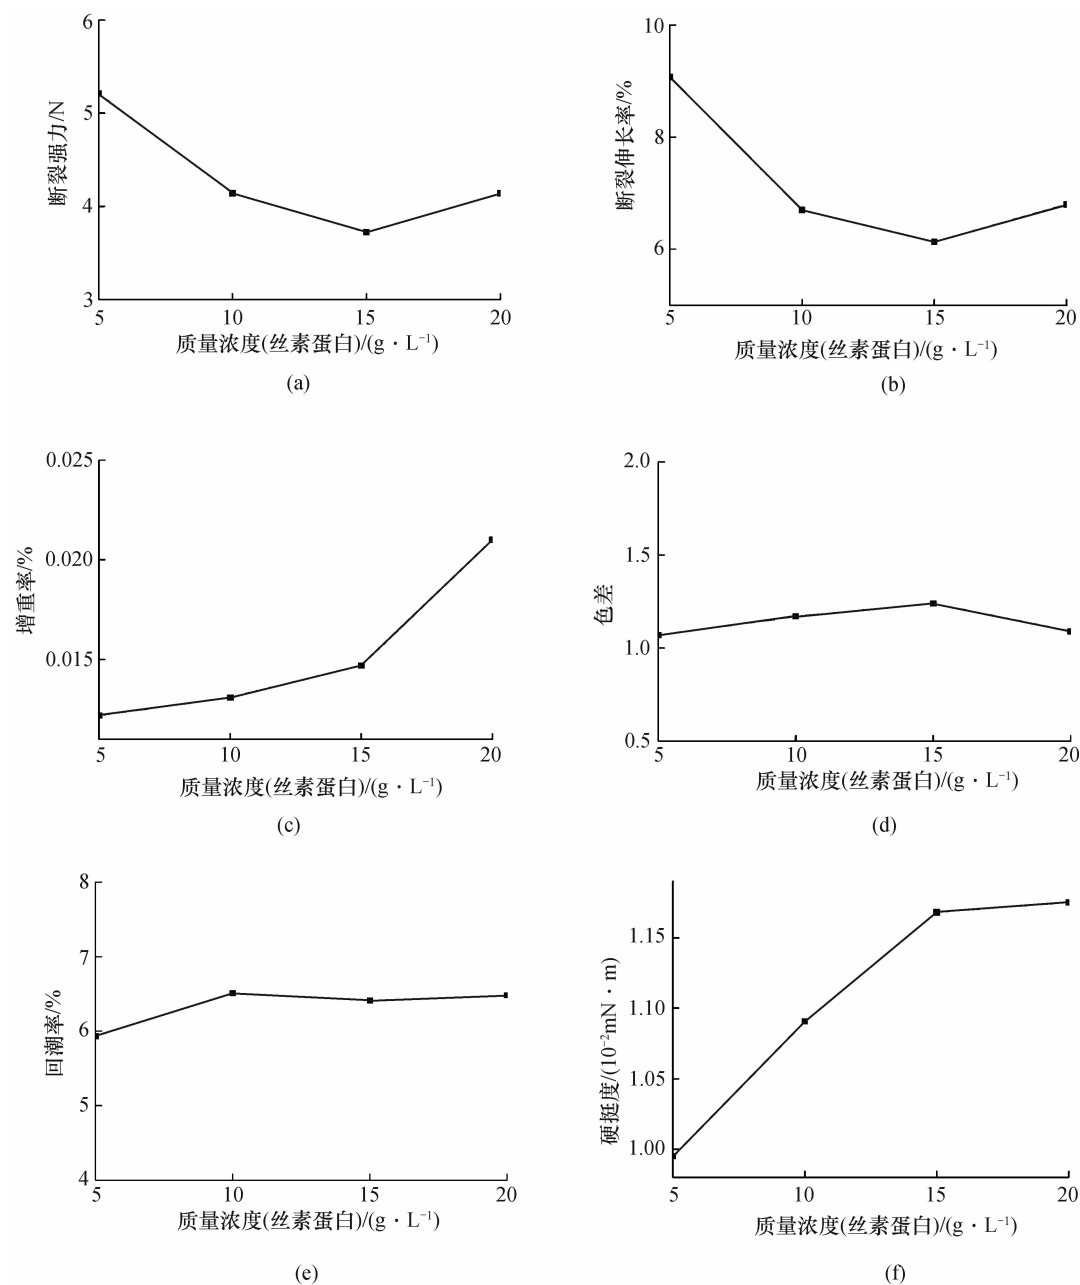 6
5
4
3
断裂强力/N
5 10 15 20
质量浓度(丝素蛋白)/(g·L⁻¹)
(a)
10
8
6
断裂伸长率/%
5 10 15 20
质量浓度(丝素蛋白)/(g·L⁻¹)
(b)
0.025
0.020
0.015
增重率/%
5 10 15 20
质量浓度(丝素蛋白)/(g·L⁻¹)
(c)
2.0
1.5
1.0
0.5
色差
5 10 15 20
质量浓度(丝素蛋白)/(g·L⁻¹)
(d)
8
7
6
5
4
回潮率/%
5 10 15 20
质量浓度(丝素蛋白)/(g·L⁻¹)
(e)
1.15
1.10
1.05
1.00
硬挺度/(10⁻²mN·m)
5 10 15 20
质量浓度(丝素蛋白)/(g·L⁻¹)
(f)